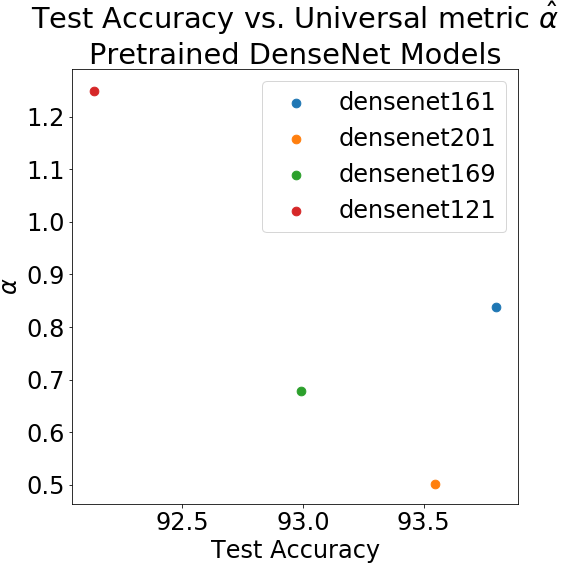 Test Accuracy vs. Universal metric α̂
Pretrained DenseNet Models
densenet161
densenet201
densenet169
densenet121
1.2
1.1
1.0
0.9
0.8
0.7
0.6
0.5
α
92.5 93.0 93.5
Test Accuracy